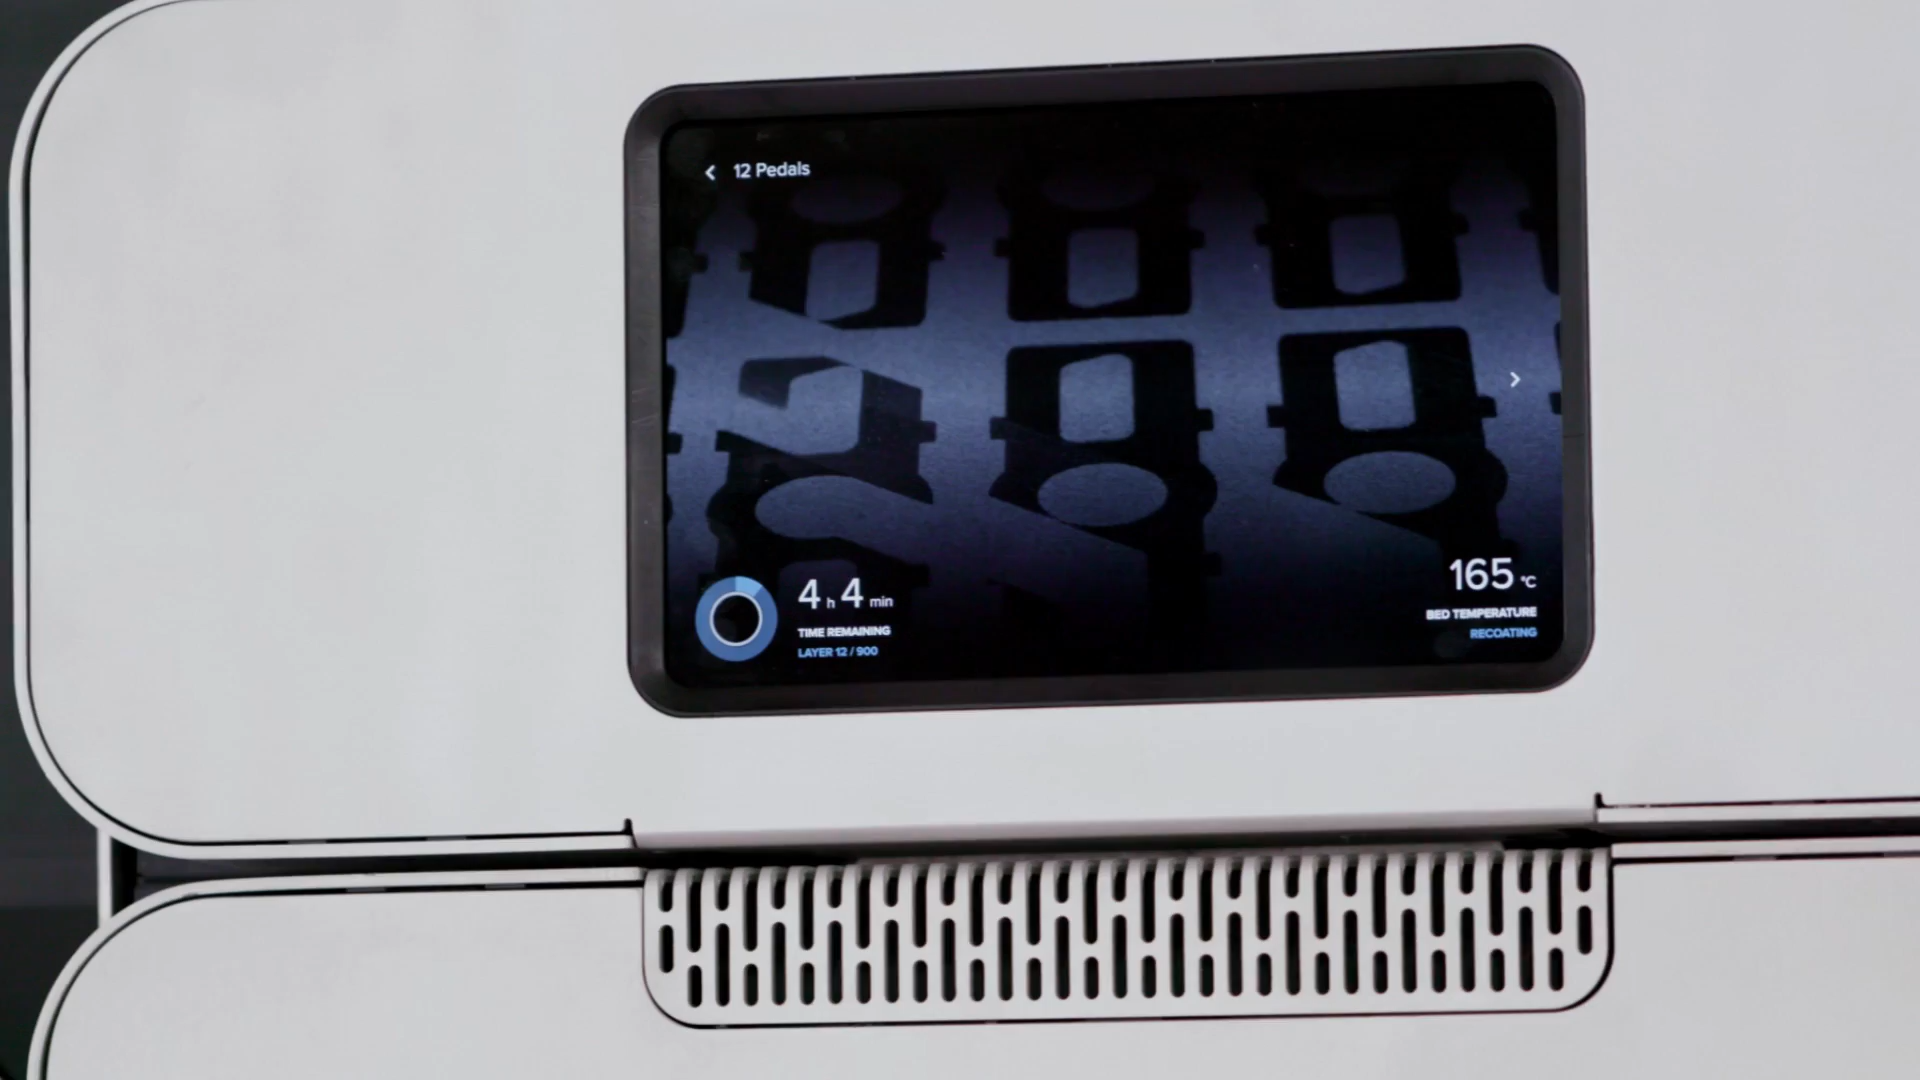 12 Pedals
4 h 4 min
TIME REMAINING
LAYER 12 / 900
165 °C
BED TEMPERATURE
RECOATING